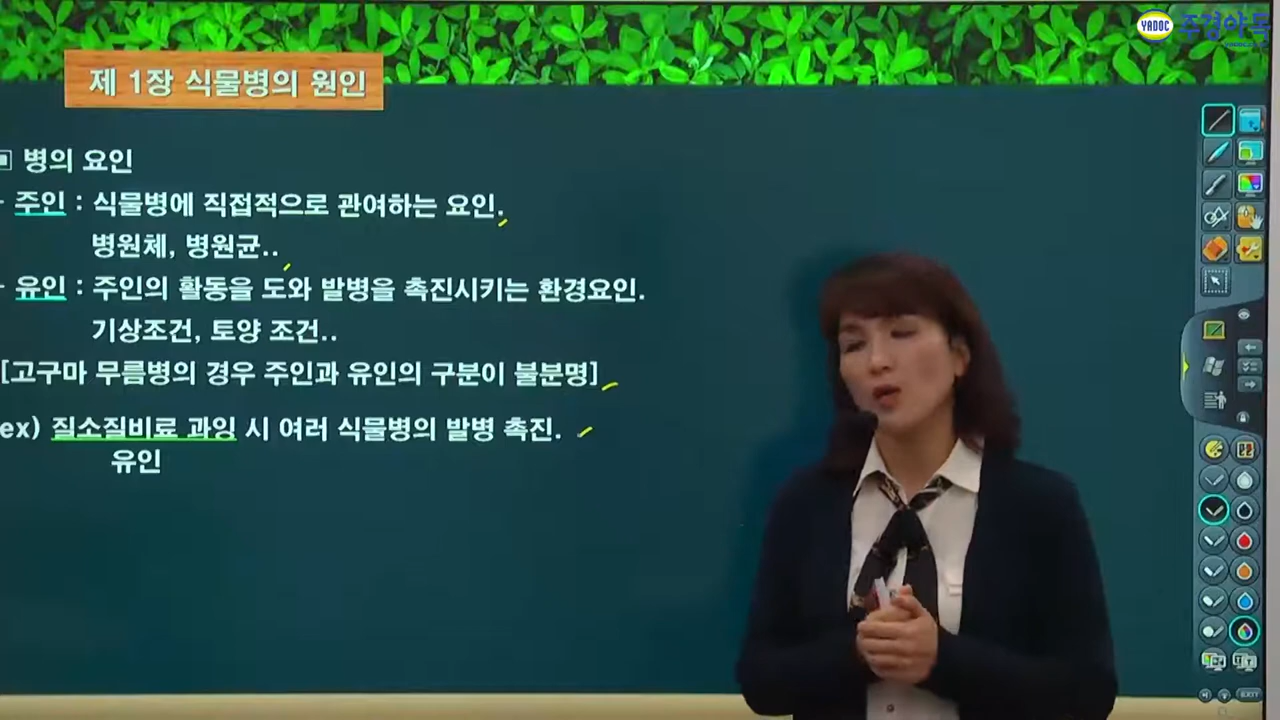 YADOC 주경야독
제 1장 식물병의 원인
▣ 병의 요인
- 주인 : 식물병에 직접적으로 관여하는 요인.
병원체, 병원균..
- 유인 : 주인의 활동을 도와 발병을 촉진시키는 환경요인.
기상조건, 토양 조건..
[고구마 무름병의 경우 주인과 유인의 구분이 불분명]
ex) 질소질비료 과잉 시 여러 식물병의 발병 촉진.
유인
EXIT